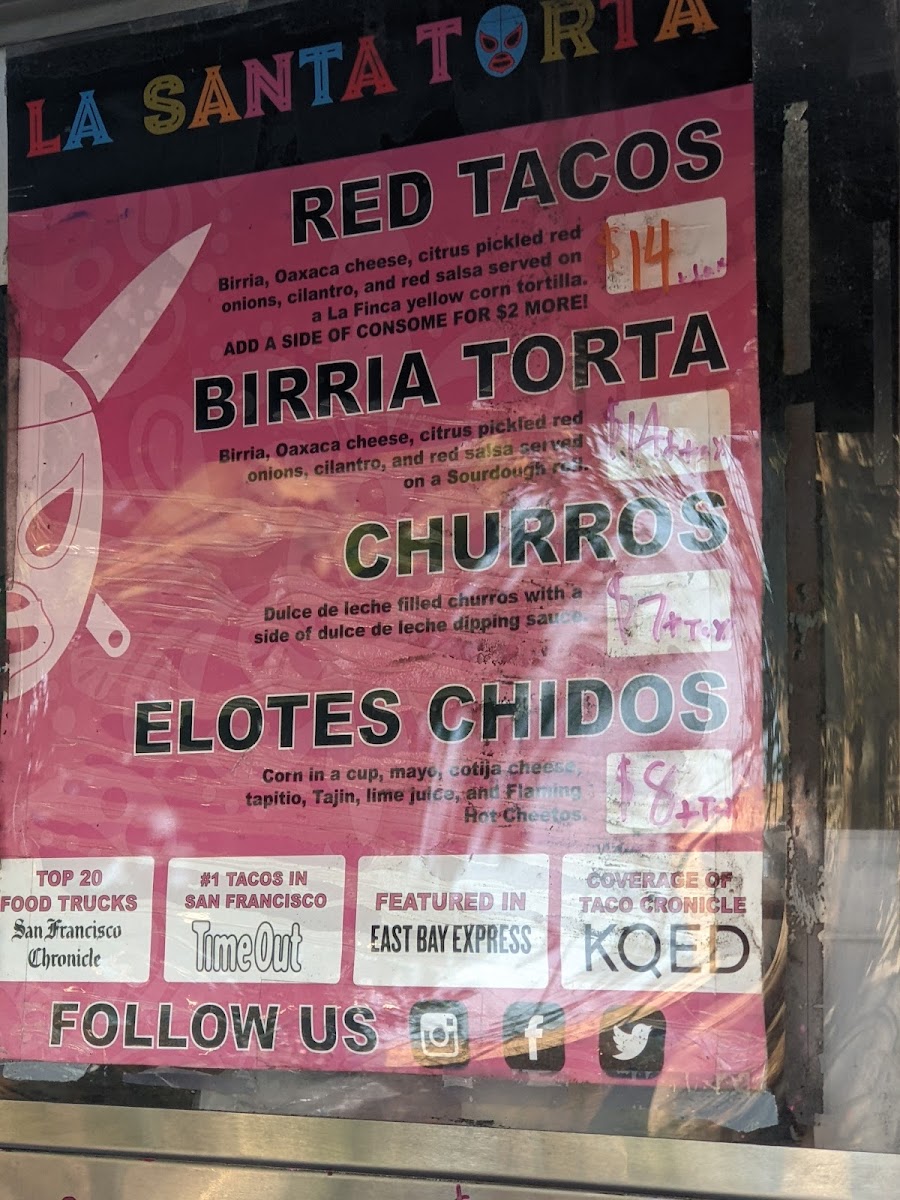 LA SANTA TORTA
RED TACOS
Birria, Oaxaca cheese, citrus pickled red
onions, cilantro, and red salsa served on
a La Finca yellow corn tortilla.
ADD A SIDE OF CONSOME FOR $2 MORE!
$14
BIRRIA TORTA
Birria, Oaxaca cheese, citrus pickled red
onions, cilantro, and red salsa served
on a Sourdough
$14
CHURROS
Dulce de leche filled churros with a
side of dulce de leche dipping sauce.
$7 + Tax
ELOTES CHIDOS
Corn in a cup, mayo, cotija cheese,
tapitio, Tajin, lime juice, and Flaming
Hot Cheetos.
$8 + Tax
TOP 20
FOOD TRUCKS
San Francisco
Chronicle
#1 TACOS IN
SAN FRANCISCO
Time Out
FEATURED IN
EAST BAY EXPRESS
COVERAGE OF
TACO CRONICLE
KQED
FOLLOW US